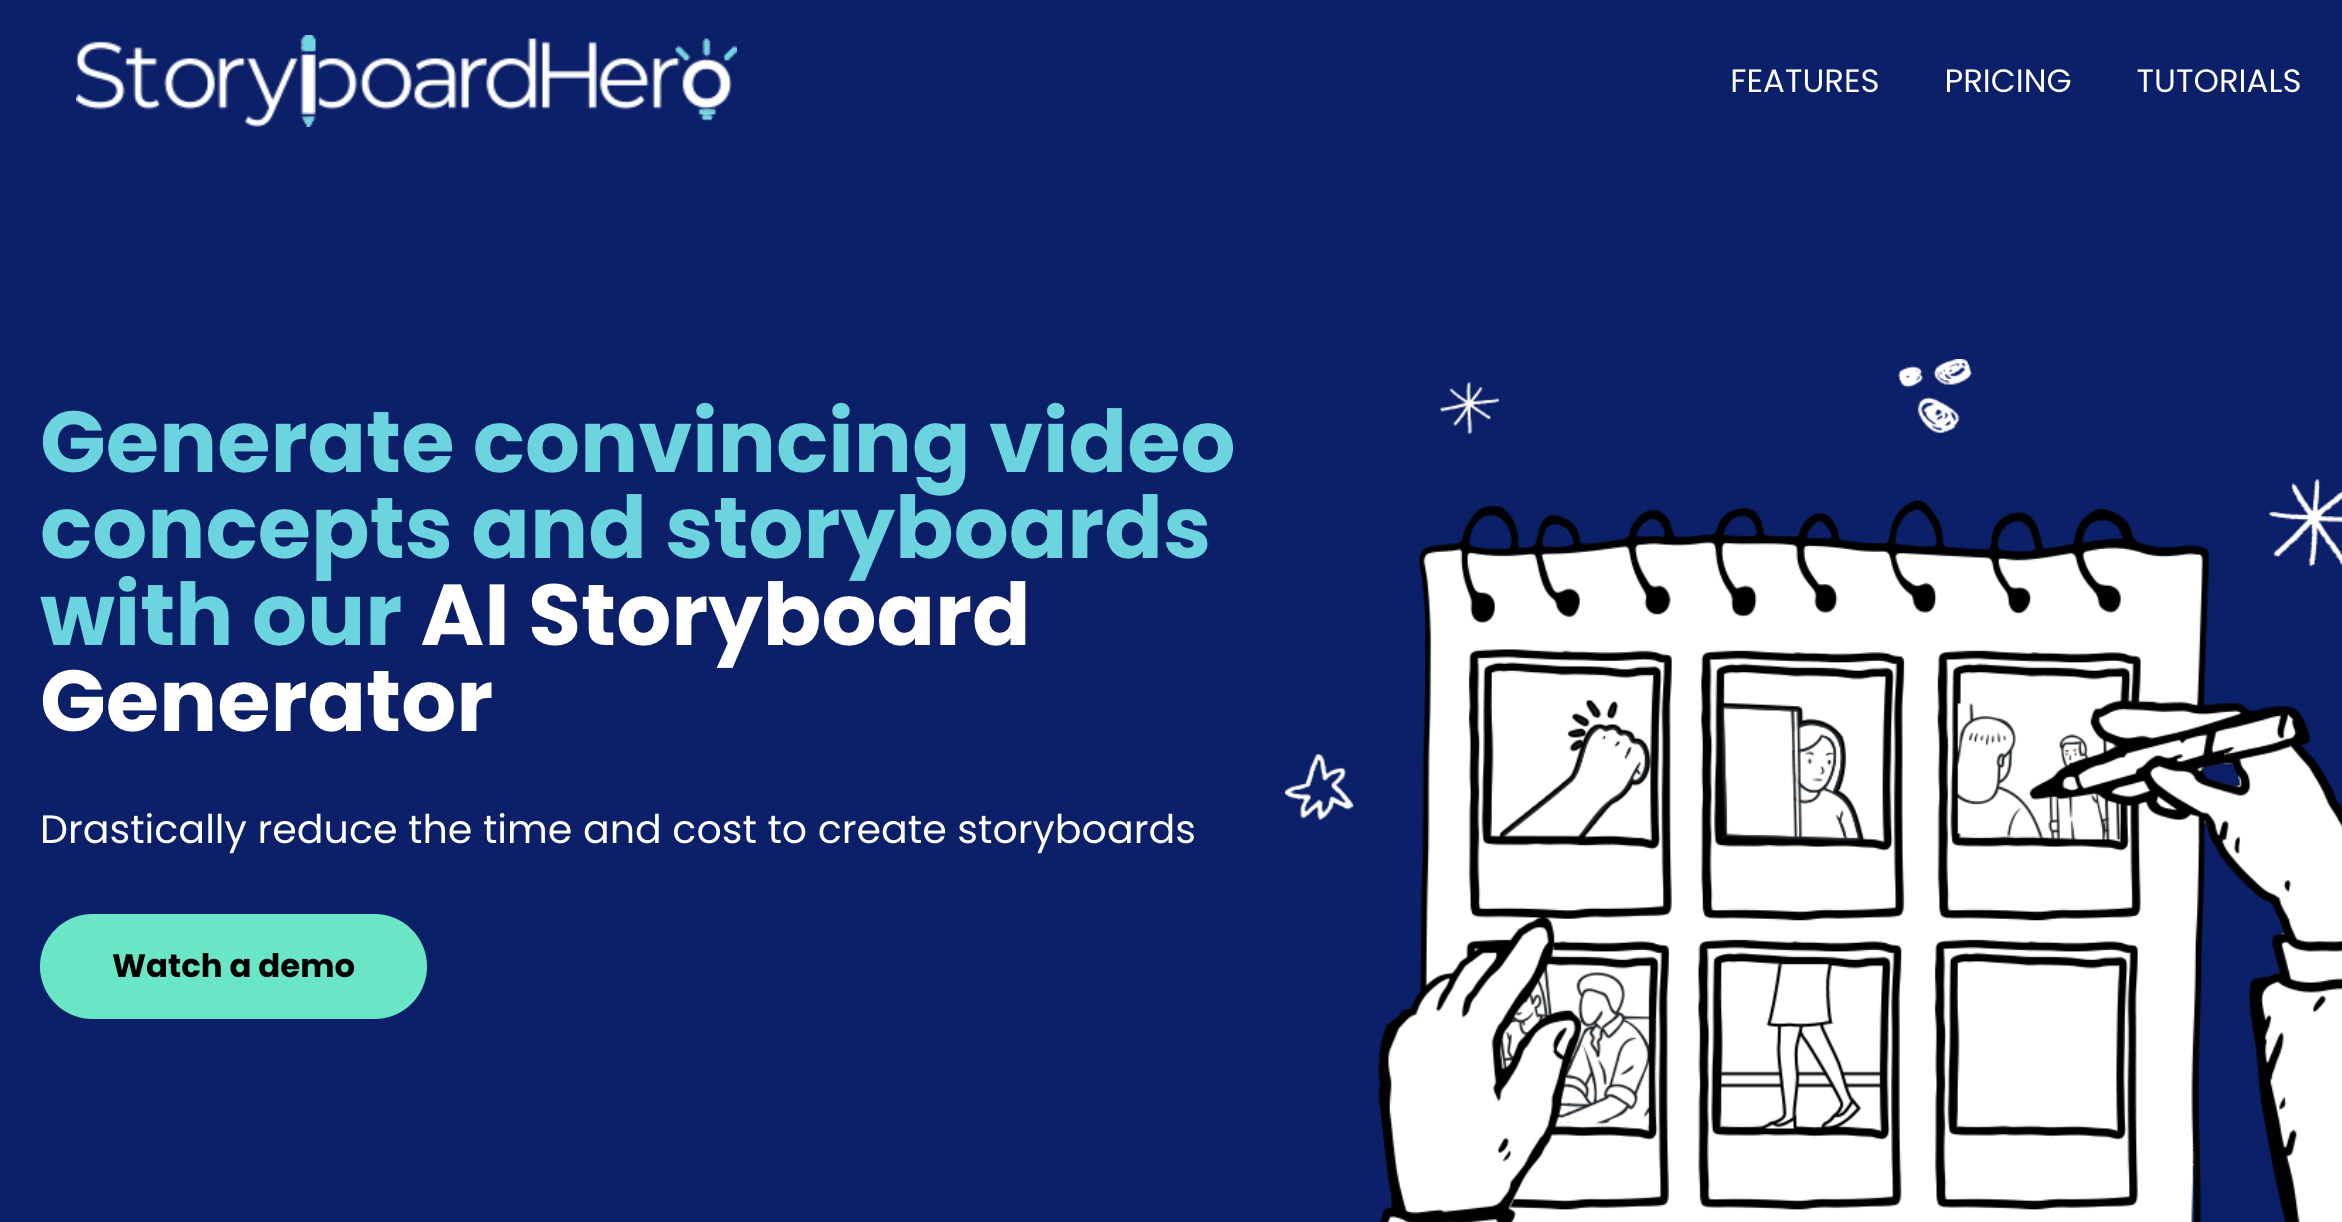 StoryboardHero
FEATURES PRICING TUTORIALS
Generate convincing video
concepts and storyboards
with our AI Storyboard
Generator
Drastically reduce the time and cost to create storyboards
Watch a demo